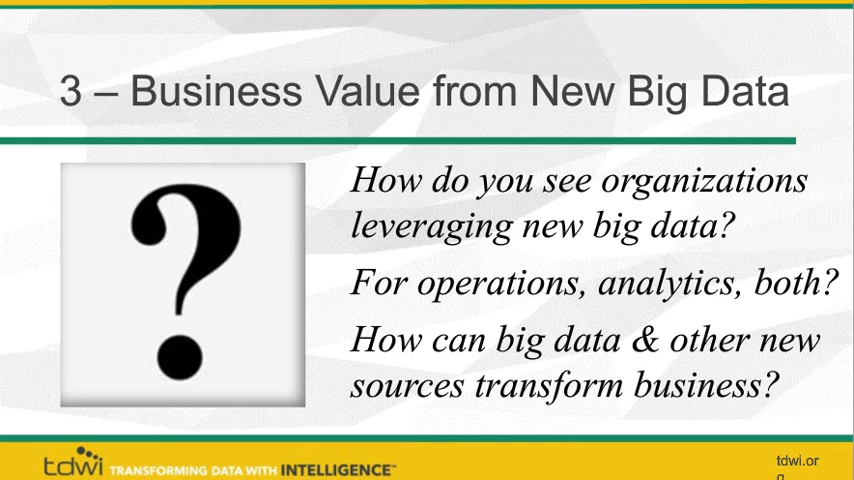 3 – Business Value from New Big Data
?
How do you see organizations
leveraging new big data?
For operations, analytics, both?
How can big data & other new
sources transform business?
tdwi TRANSFORMING DATA WITH INTELLIGENCE™
tdwi.or
g